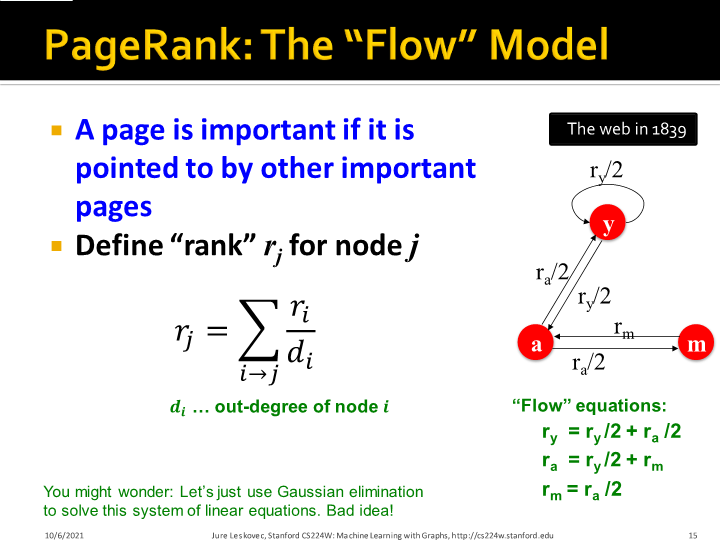 PageRank: The “Flow” Model
▪ A page is important if it is
pointed to by other important
pages
▪ Define “rank” r_j for node j
r_j = ∑_{i→j} r_i / d_i
d_i … out-degree of node i
You might wonder: Let’s just use Gaussian elimination
to solve this system of linear equations. Bad idea!
The web in 1839
r_y/2
y
r_a/2
r_y/2
r_m
a
m
r_a/2
“Flow” equations:
r_y = r_y /2 + r_a /2
r_a = r_y /2 + r_m
r_m = r_a /2
10/6/2021
Jure Leskovec, Stanford CS224W: Machine Learning with Graphs, http://cs224w.stanford.edu
15